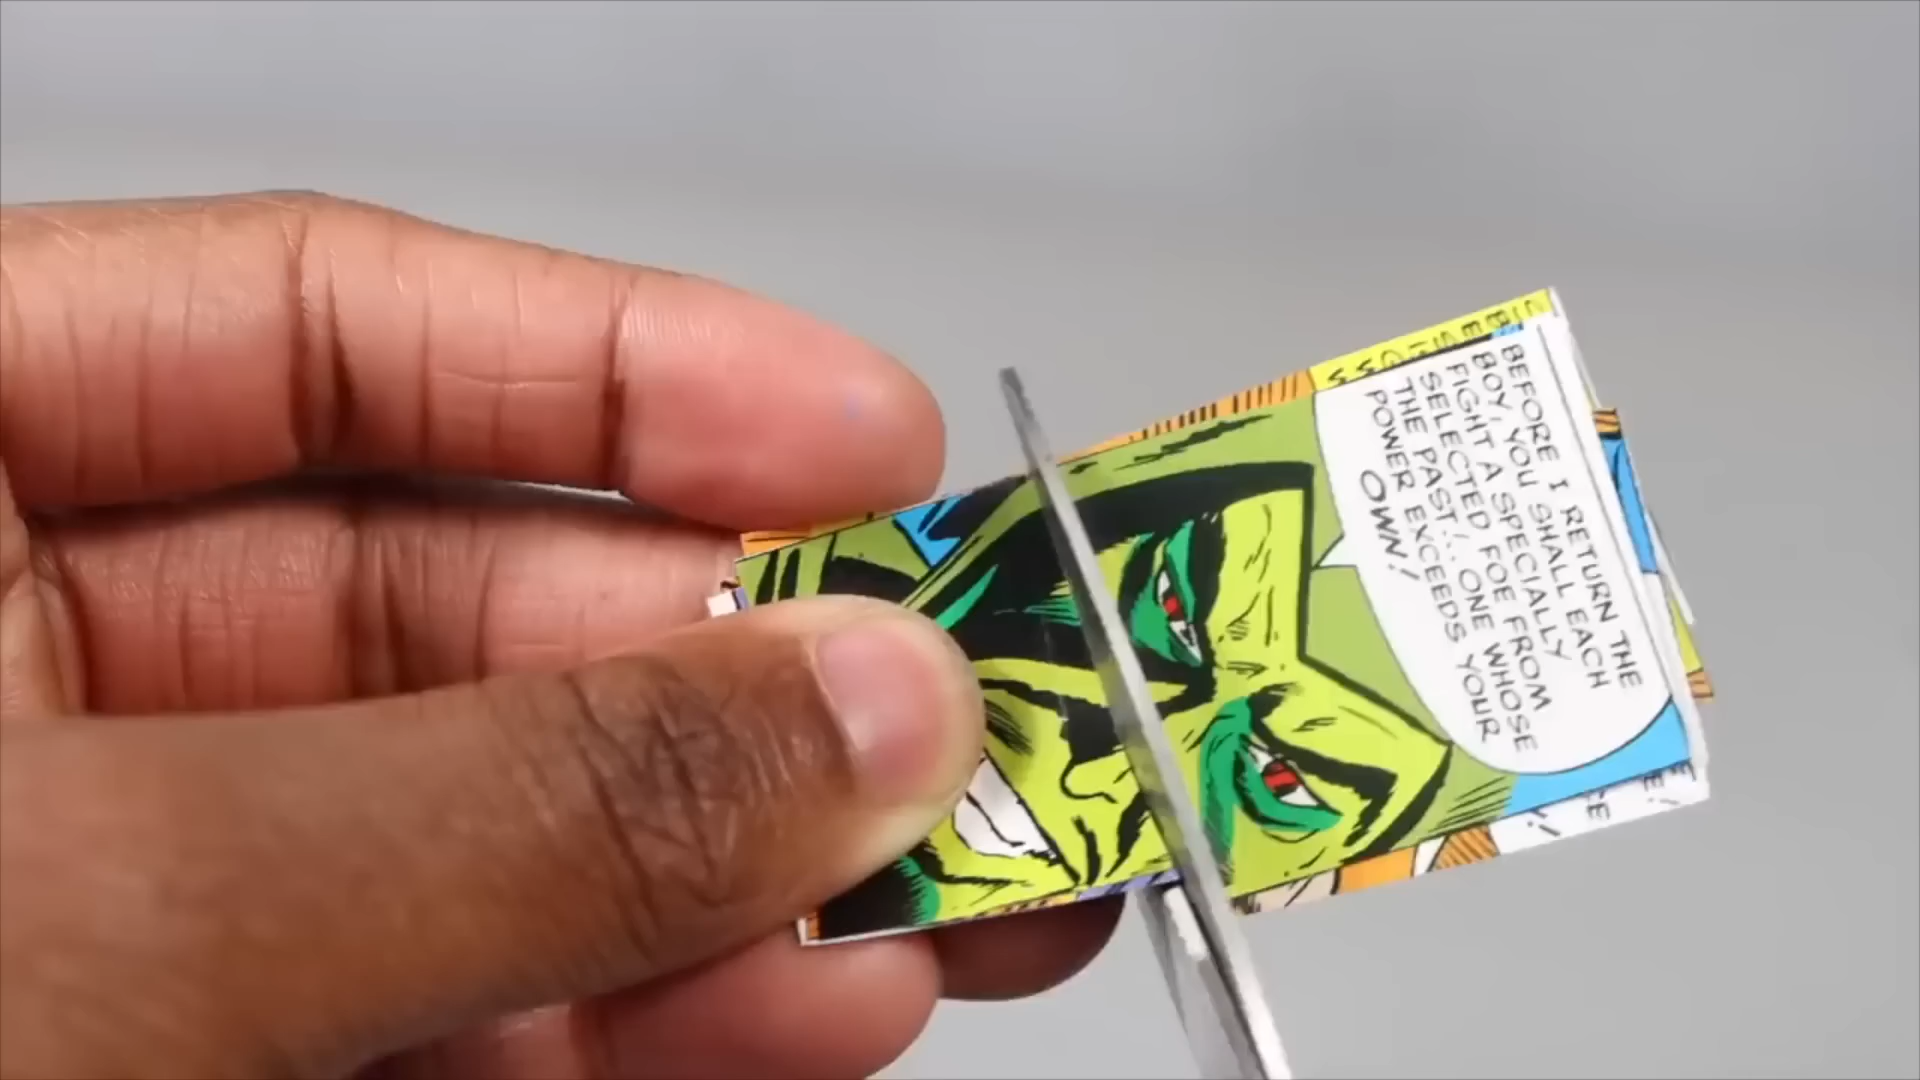 BEFORE I RETURN THE
BOY, YOU SHALL EACH
FIGHT A SPECIALLY
SELECTED FOE FROM
THE PAST... ONE WHOSE
POWER EXCEEDS YOUR
OWN!